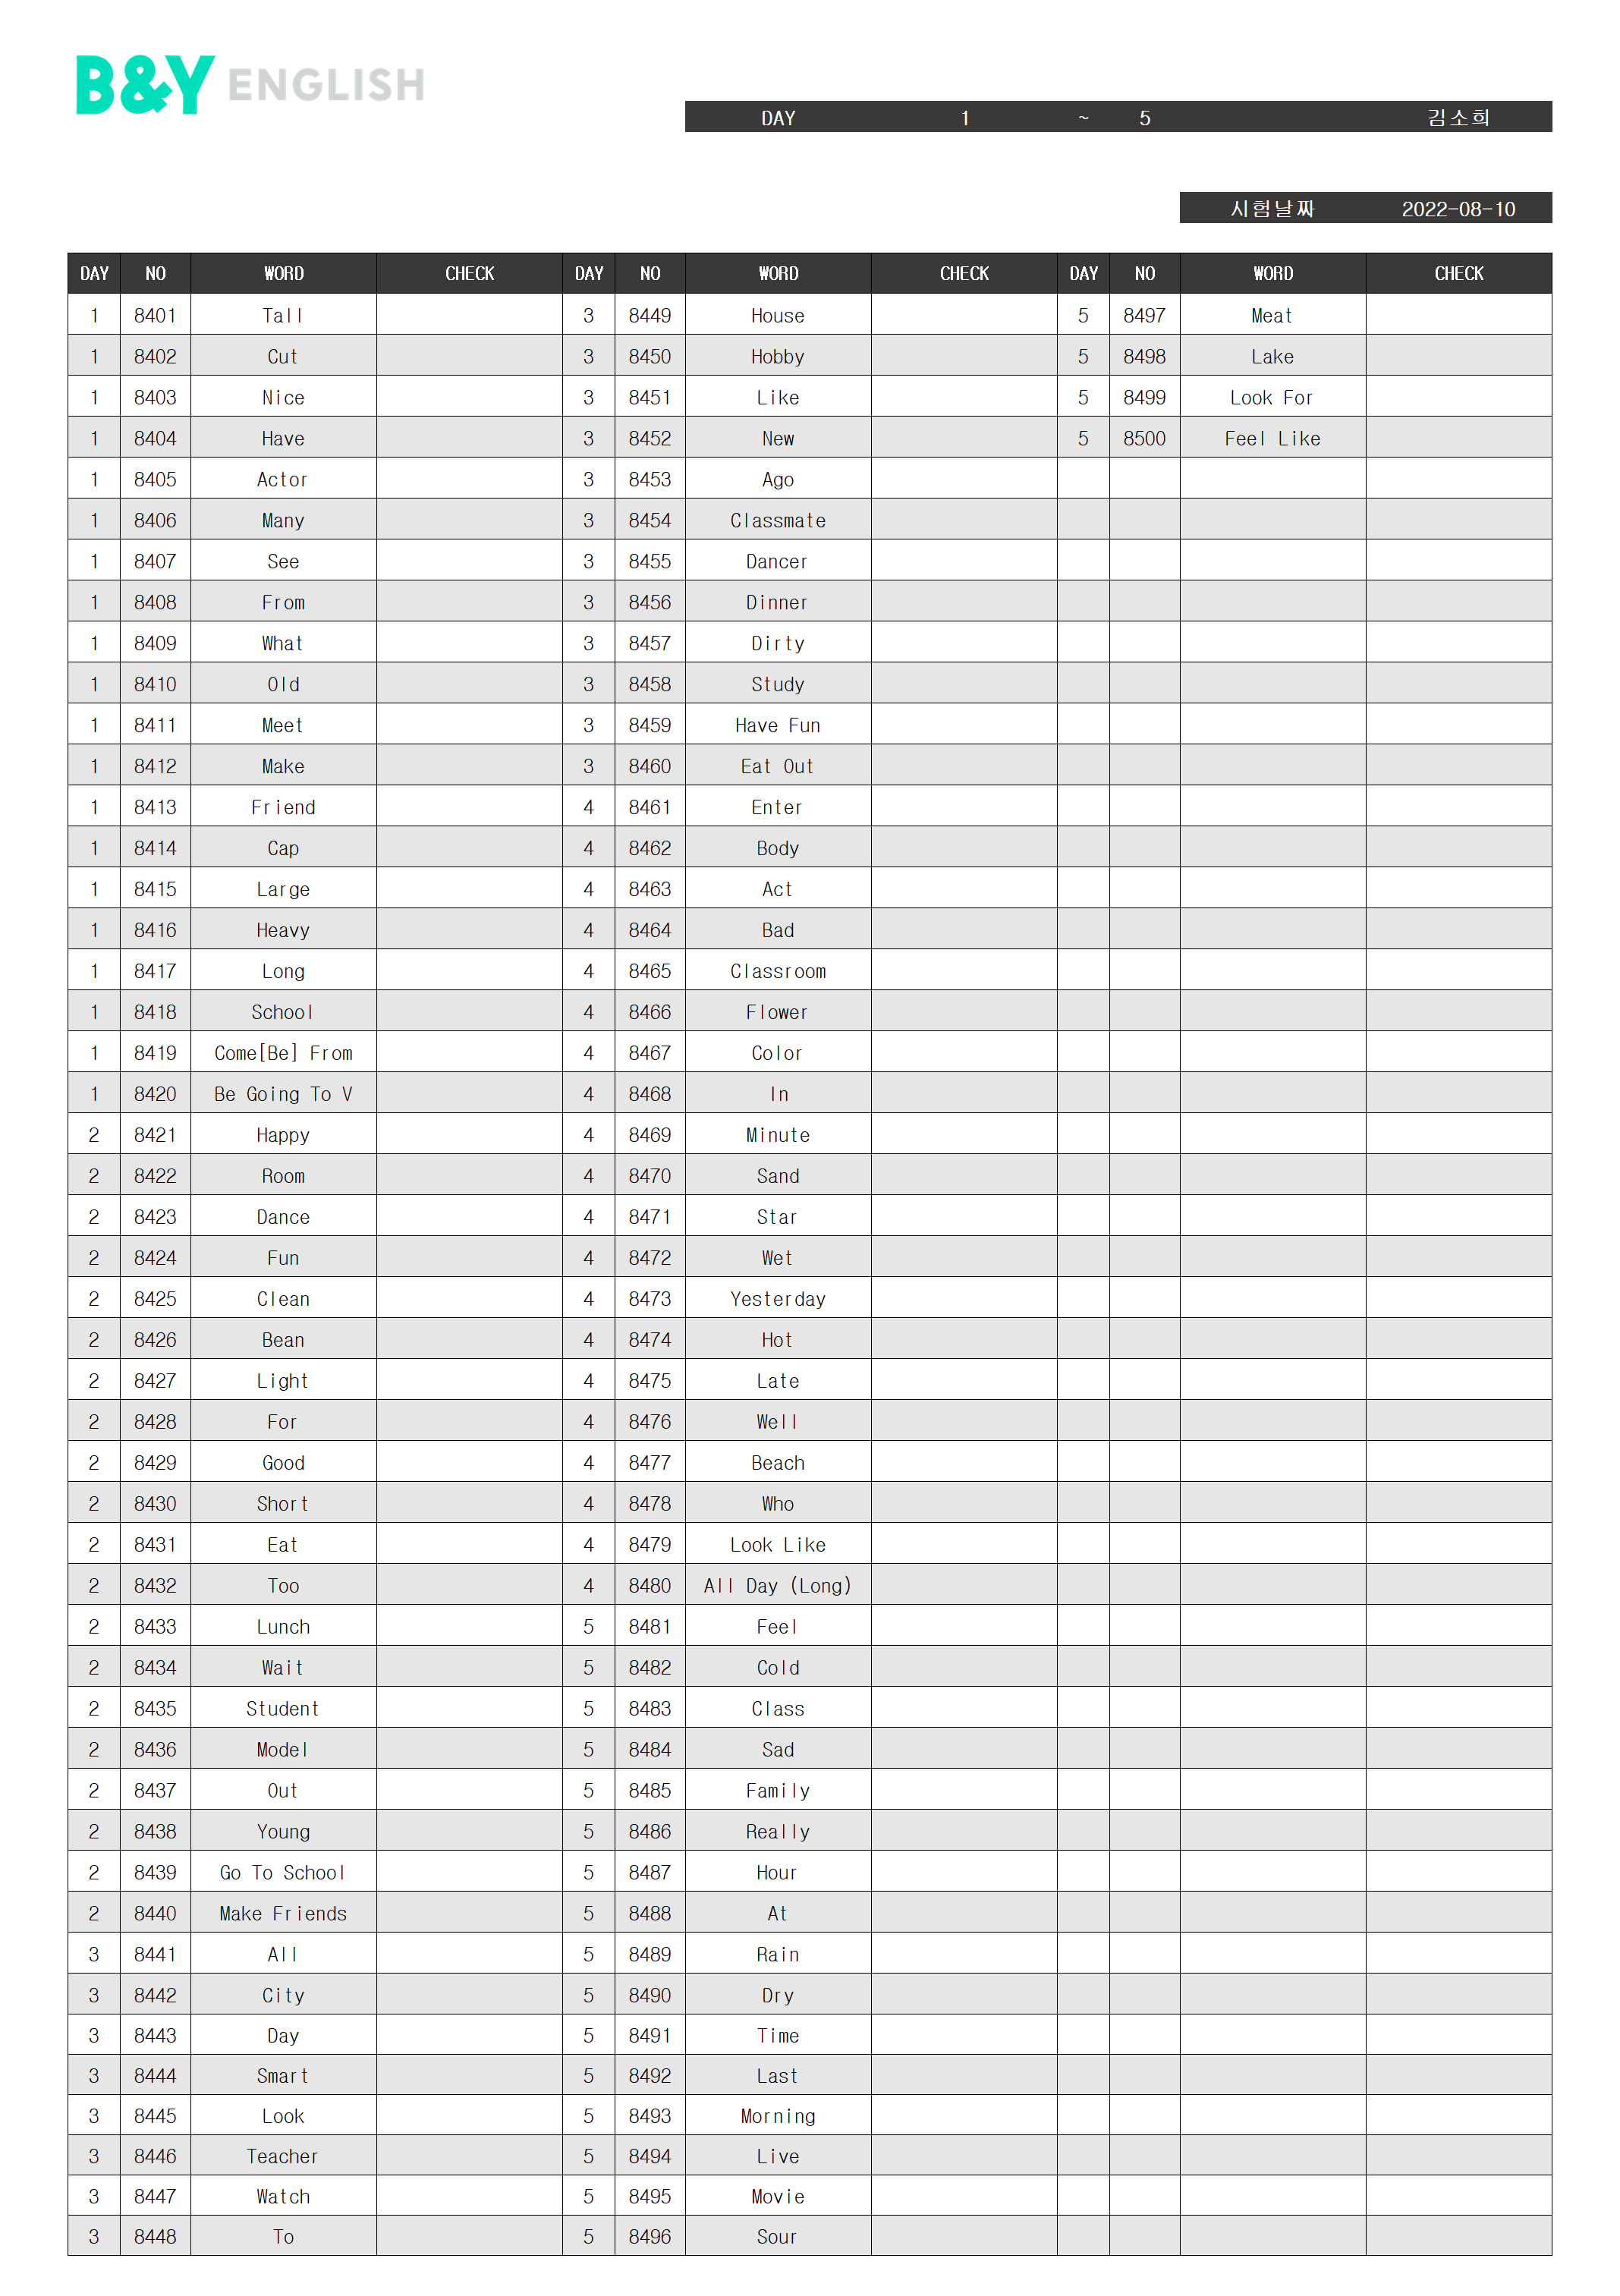 B&Y ENGLISH
DAY 1 ~ 5 김소희
시험날짜 2022-08-10
DAY NO WORD CHECK DAY NO WORD CHECK DAY NO WORD CHECK
1 8401 Tall 3 8449 House 5 8497 Meat
1 8402 Cut 3 8450 Hobby 5 8498 Lake
1 8403 Nice 3 8451 Like 5 8499 Look For
1 8404 Have 3 8452 New 5 8500 Feel Like
1 8405 Actor 3 8453 Ago
1 8406 Many 3 8454 Classmate
1 8407 See 3 8455 Dancer
1 8408 From 3 8456 Dinner
1 8409 What 3 8457 Dirty
1 8410 Old 3 8458 Study
1 8411 Meet 3 8459 Have Fun
1 8412 Make 3 8460 Eat Out
1 8413 Friend 4 8461 Enter
1 8414 Cap 4 8462 Body
1 8415 Large 4 8463 Act
1 8416 Heavy 4 8464 Bad
1 8417 Long 4 8465 Classroom
1 8418 School 4 8466 Flower
1 8419 Come[Be] From 4 8467 Color
1 8420 Be Going To V 4 8468 In
2 8421 Happy 4 8469 Minute
2 8422 Room 4 8470 Sand
2 8423 Dance 4 8471 Star
2 8424 Fun 4 8472 Wet
2 8425 Clean 4 8473 Yesterday
2 8426 Bean 4 8474 Hot
2 8427 Light 4 8475 Late
2 8428 For 4 8476 Well
2 8429 Good 4 8477 Beach
2 8430 Short 4 8478 Who
2 8431 Eat 4 8479 Look Like
2 8432 Too 4 8480 All Day (Long)
2 8433 Lunch 5 8481 Feel
2 8434 Wait 5 8482 Cold
2 8435 Student 5 8483 Class
2 8436 Model 5 8484 Sad
2 8437 Out 5 8485 Family
2 8438 Young 5 8486 Really
2 8439 Go To School 5 8487 Hour
2 8440 Make Friends 5 8488 At
3 8441 All 5 8489 Rain
3 8442 City 5 8490 Dry
3 8443 Day 5 8491 Time
3 8444 Smart 5 8492 Last
3 8445 Look 5 8493 Morning
3 8446 Teacher 5 8494 Live
3 8447 Watch 5 8495 Movie
3 8448 To 5 8496 Sour